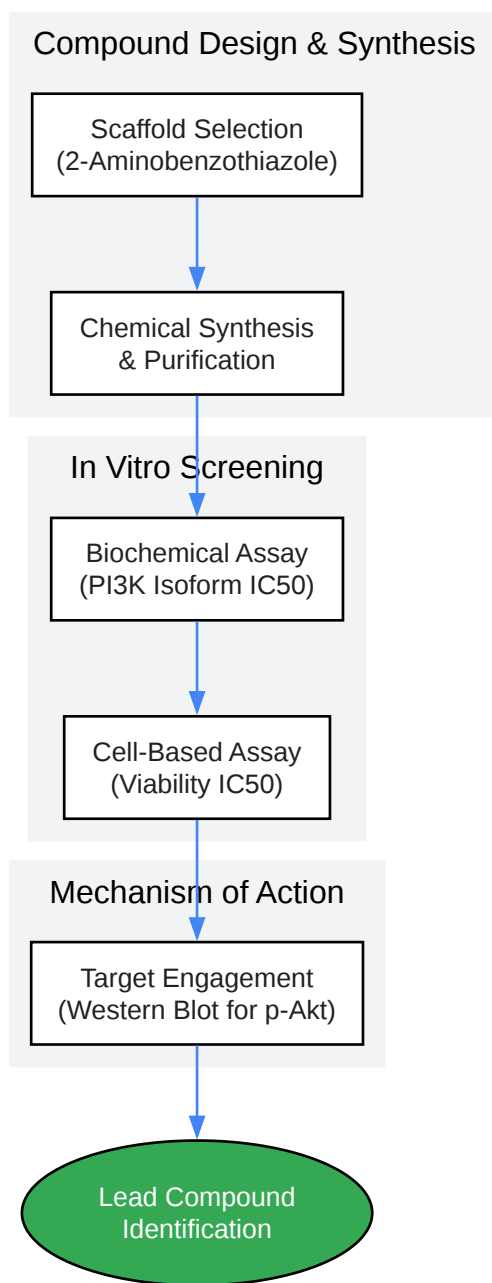 Compound Design & Synthesis
Scaffold Selection
(2-Aminobenzothiazole)
Chemical Synthesis
& Purification
In Vitro Screening
Biochemical Assay
(PI3K Isoform IC50)
Cell-Based Assay
(Viability IC50)
Mechanism of Action
Target Engagement
(Western Blot for p-Akt)
Lead Compound
Identification